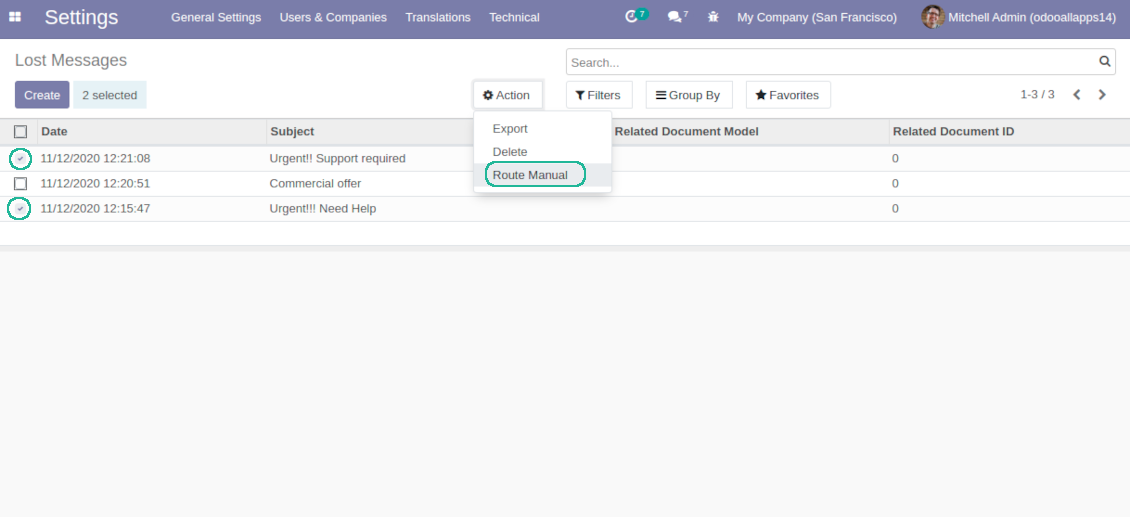 Settings General Settings Users & Companies Translations Technical 7 7 My Company (San Francisco) Mitchell Admin (odooallapps14)
Lost Messages Search...
Create 2 selected Action Filters Group By Favorites 1-3 / 3
Export
Delete
Route Manual
Date Subject Related Document Model Related Document ID
11/12/2020 12:21:08 Urgent!! Support required 0
11/12/2020 12:20:51 Commercial offer 0
11/12/2020 12:15:47 Urgent!!! Need Help 0